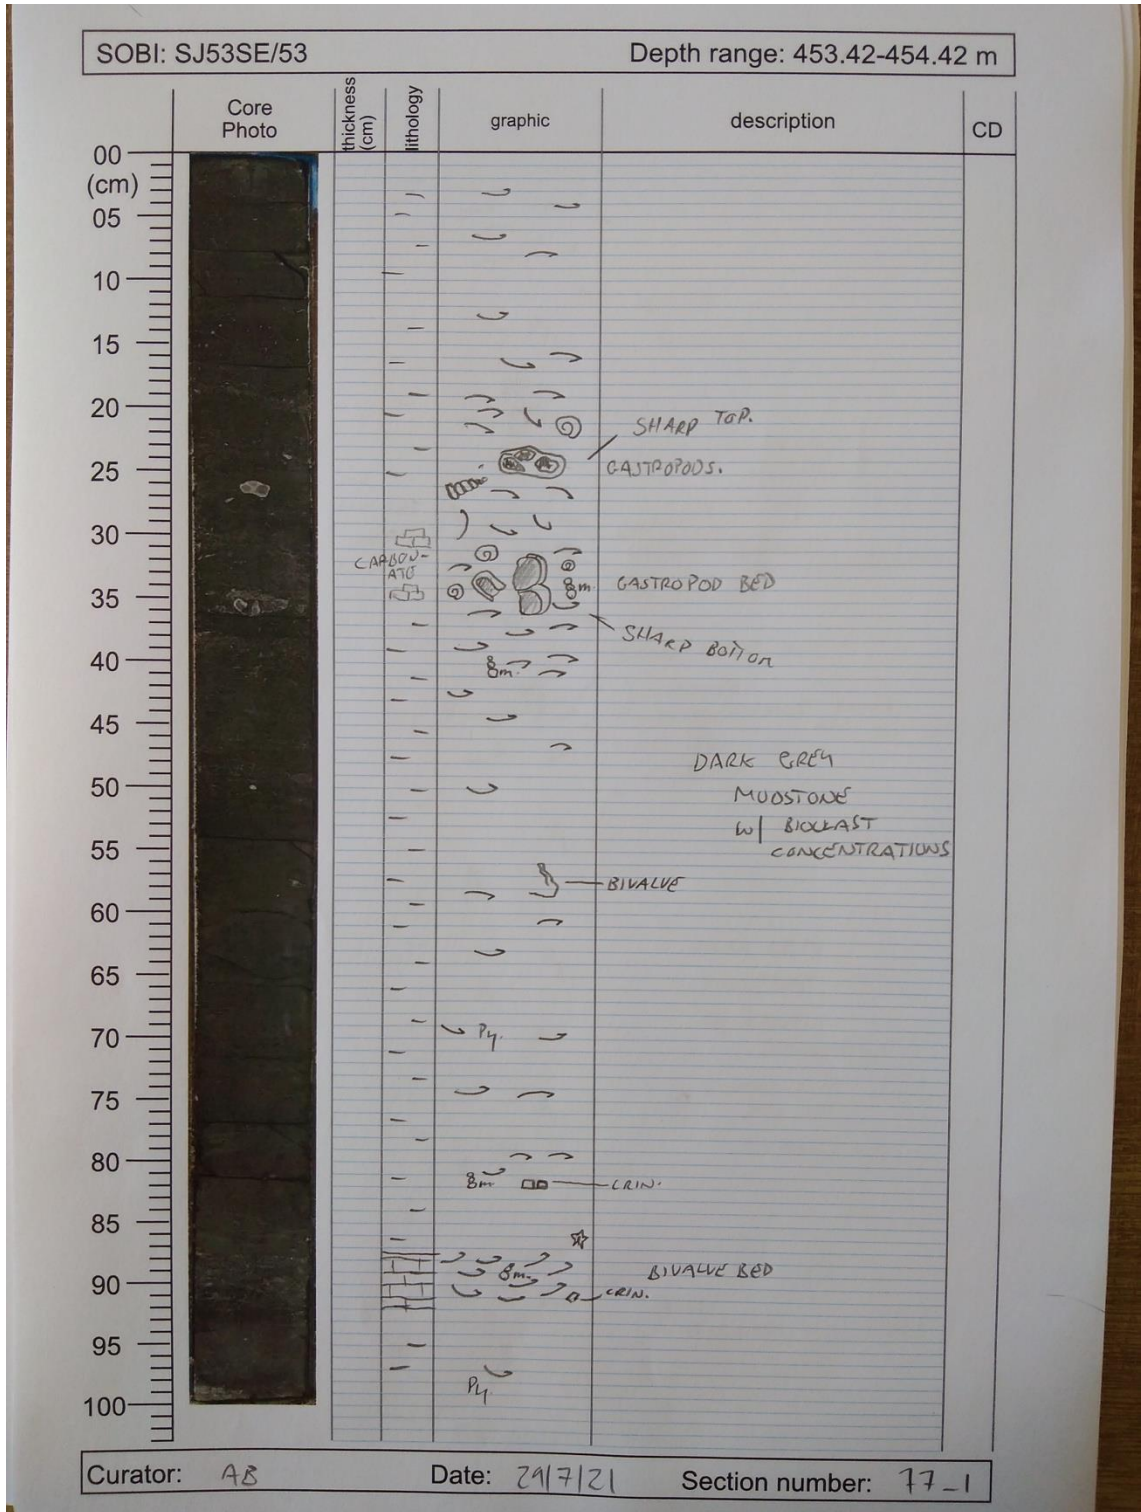 SOBI: SJ53SE/53 Depth range: 453.42-454.42 m
Core Photo thickness (cm) lithology graphic description CD
00
(cm)
05
10
15
20
SHARP TOP.
25 GASTROPODS.
30
CARBON-
ATE
8m. GASTROPOD BED
35
SHARP BOTTOM
40 8m.
45
DARK GREY
50 MUDSTONE
W/ BIOCLAST
55 CONCENTRATIONS
BIVALVE
60
65
70 Py.
75
80
8m CRIN.
85
8m BIVALVE BED
90
CRIN.
95
Py.
100
Curator: AB Date: 29/7/21 Section number: 77_1